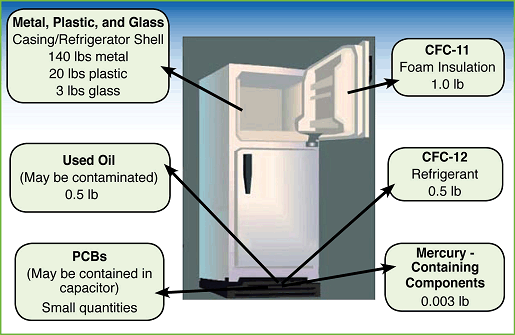 Metal, Plastic, and Glass
Casing/Refrigerator Shell
140 lbs metal
20 lbs plastic
3 lbs glass
CFC-11
Foam Insulation
1.0 lb
Used Oil
(May be contaminated)
0.5 lb
CFC-12
Refrigerant
0.5 lb
PCBs
(May be contained in
capacitor)
Small quantities
Mercury -
Containing
Components
0.003 lb